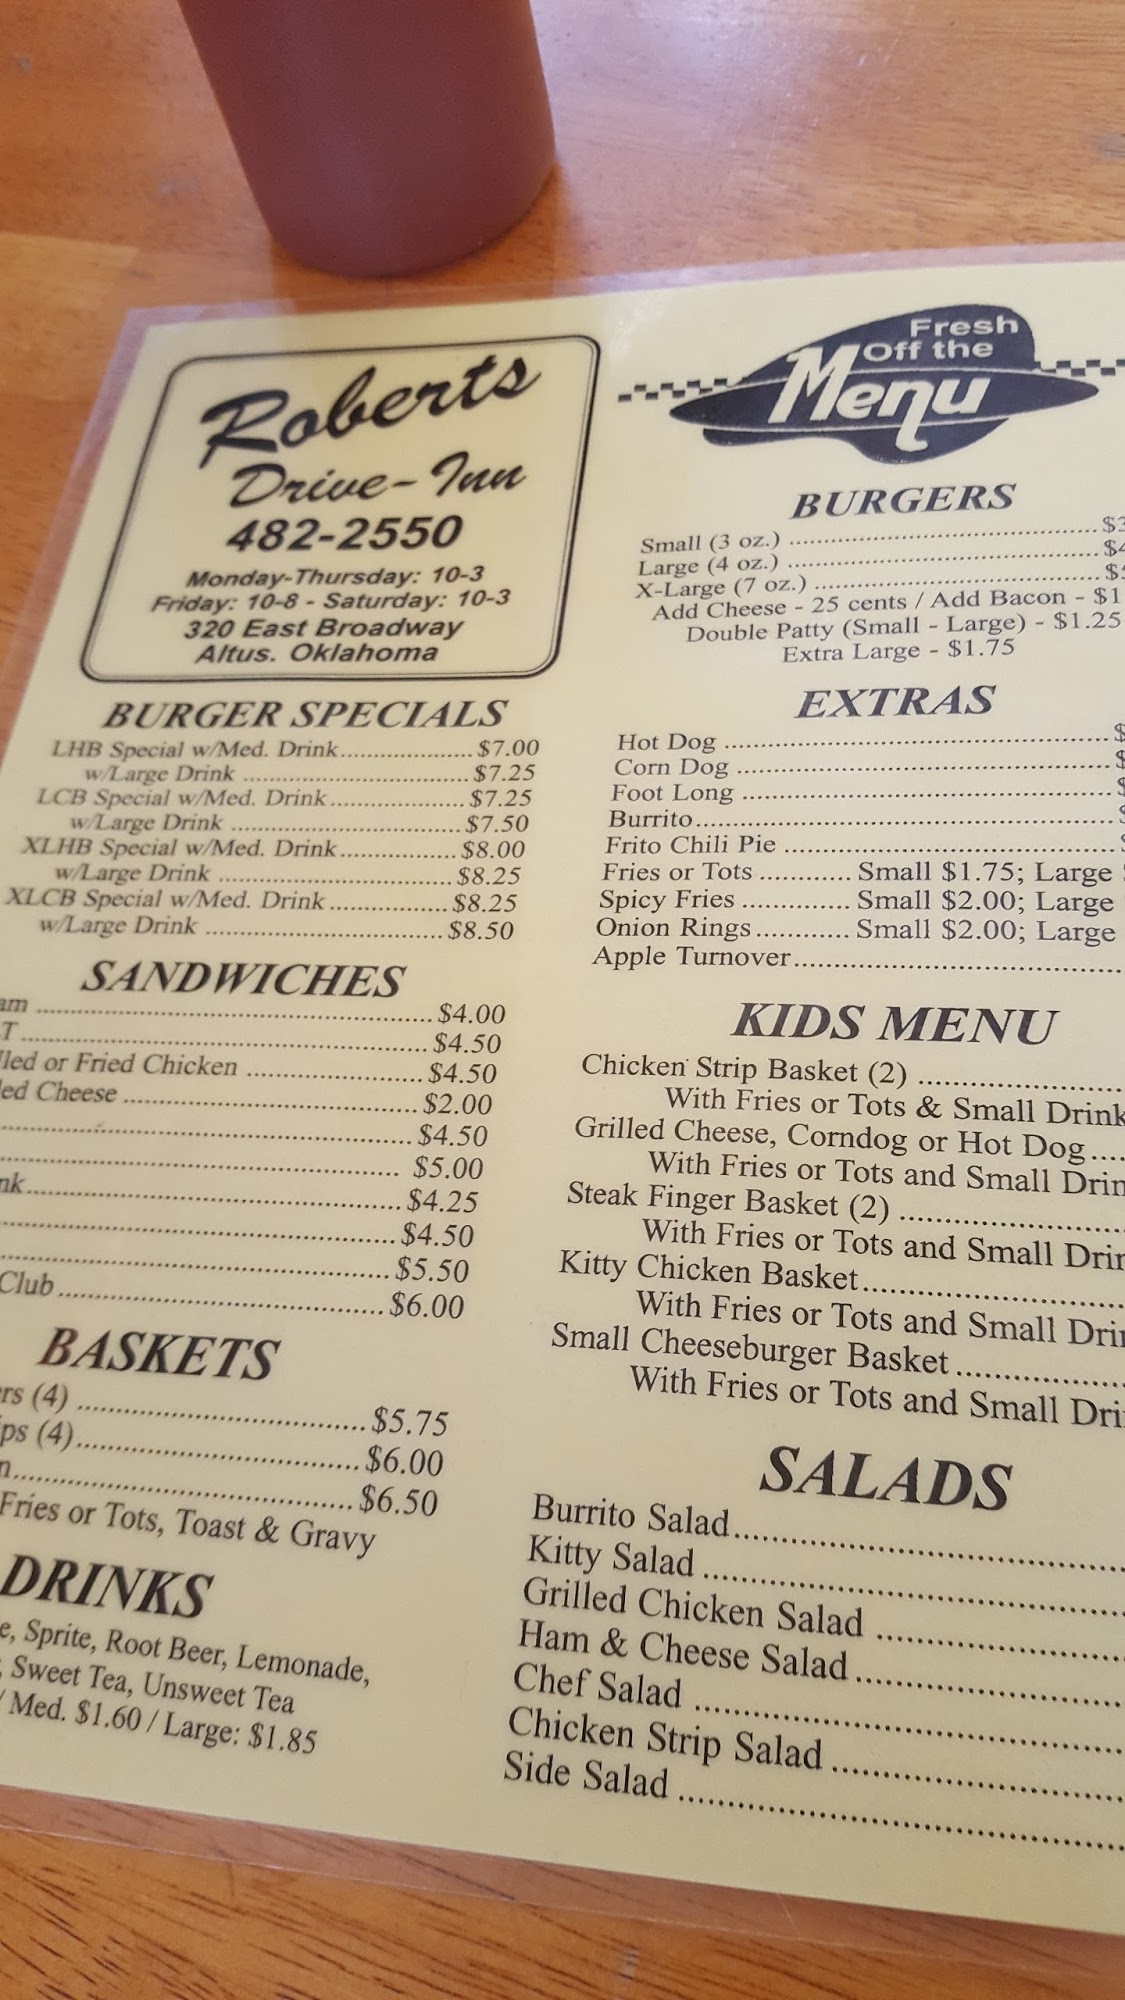 Roberts
Drive-Inn
482-2550
Monday-Thursday: 10-3
Friday: 10-8 - Saturday: 10-3
320 East Broadway
Altus. Oklahoma
BURGER SPECIALS
LHB Special w/Med. Drink....................$7.00
w/Large Drink ..................................$7.25
LCB Special w/Med. Drink....................$7.25
w/Large Drink ..................................$7.50
XLHB Special w/Med. Drink.................$8.00
w/Large Drink ..................................$8.25
XLCB Special w/Med. Drink.................$8.25
w/Large Drink ..................................$8.50
SANDWICHES
$4.00
T ..................................$4.50
or Fried Chicken .........................$4.50
Cheese ..................................$2.00
$4.50
$5.00
$4.25
$4.50
$5.50
Club ..................................$6.00
BASKETS
(4) ..................................$5.75
(4)..................................$6.00
$6.50
Fries or Tots, Toast & Gravy
DRINKS
Sprite, Root Beer, Lemonade,
Sweet Tea, Unsweet Tea
/ Med. $1.60 / Large: $1.85
Fresh
Off the
Menu
BURGERS
Small (3 oz.) ..................................
Large (4 oz.) ..................................
X-Large (7 oz.) ..................................
Add Cheese - 25 cents / Add Bacon - $1
Double Patty (Small - Large) - $1.25
Extra Large - $1.75
EXTRAS
Hot Dog ..................................$
Corn Dog ..................................$
Foot Long ..................................$
Burrito..................................$
Frito Chili Pie ..................................$
Fries or Tots ............ Small $1.75; Large
Spicy Fries .............. Small $2.00; Large
Onion Rings............. Small $2.00; Large
Apple Turnover..................................
KIDS MENU
Chicken Strip Basket (2) .........................
With Fries or Tots & Small Drink
Grilled Cheese, Corndog or Hot Dog....
With Fries or Tots and Small
Steak Finger Basket (2) .........................
With Fries or Tots and Small
Kitty Chicken Basket.............................
With Fries or Tots and Small
Small Cheeseburger Basket ...................
With Fries or Tots and Small
SALADS
Burrito Salad..................................
Kitty Salad ..................................
Grilled Chicken Salad .........................
Ham & Cheese Salad.........................
Chef Salad ..................................
Chicken Strip Salad .........................
Side Salad ..................................